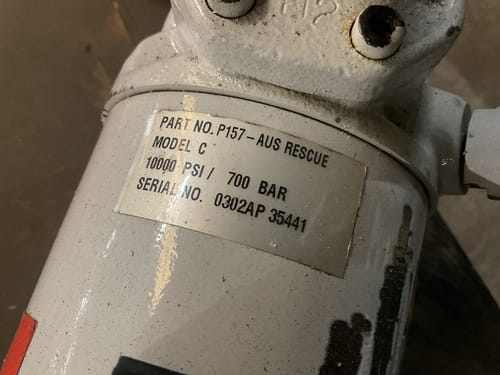 PART NO. P157-AUS RESCUE
MODEL C
10000 PSI / 700 BAR
SERIAL NO. 0302AP 35441